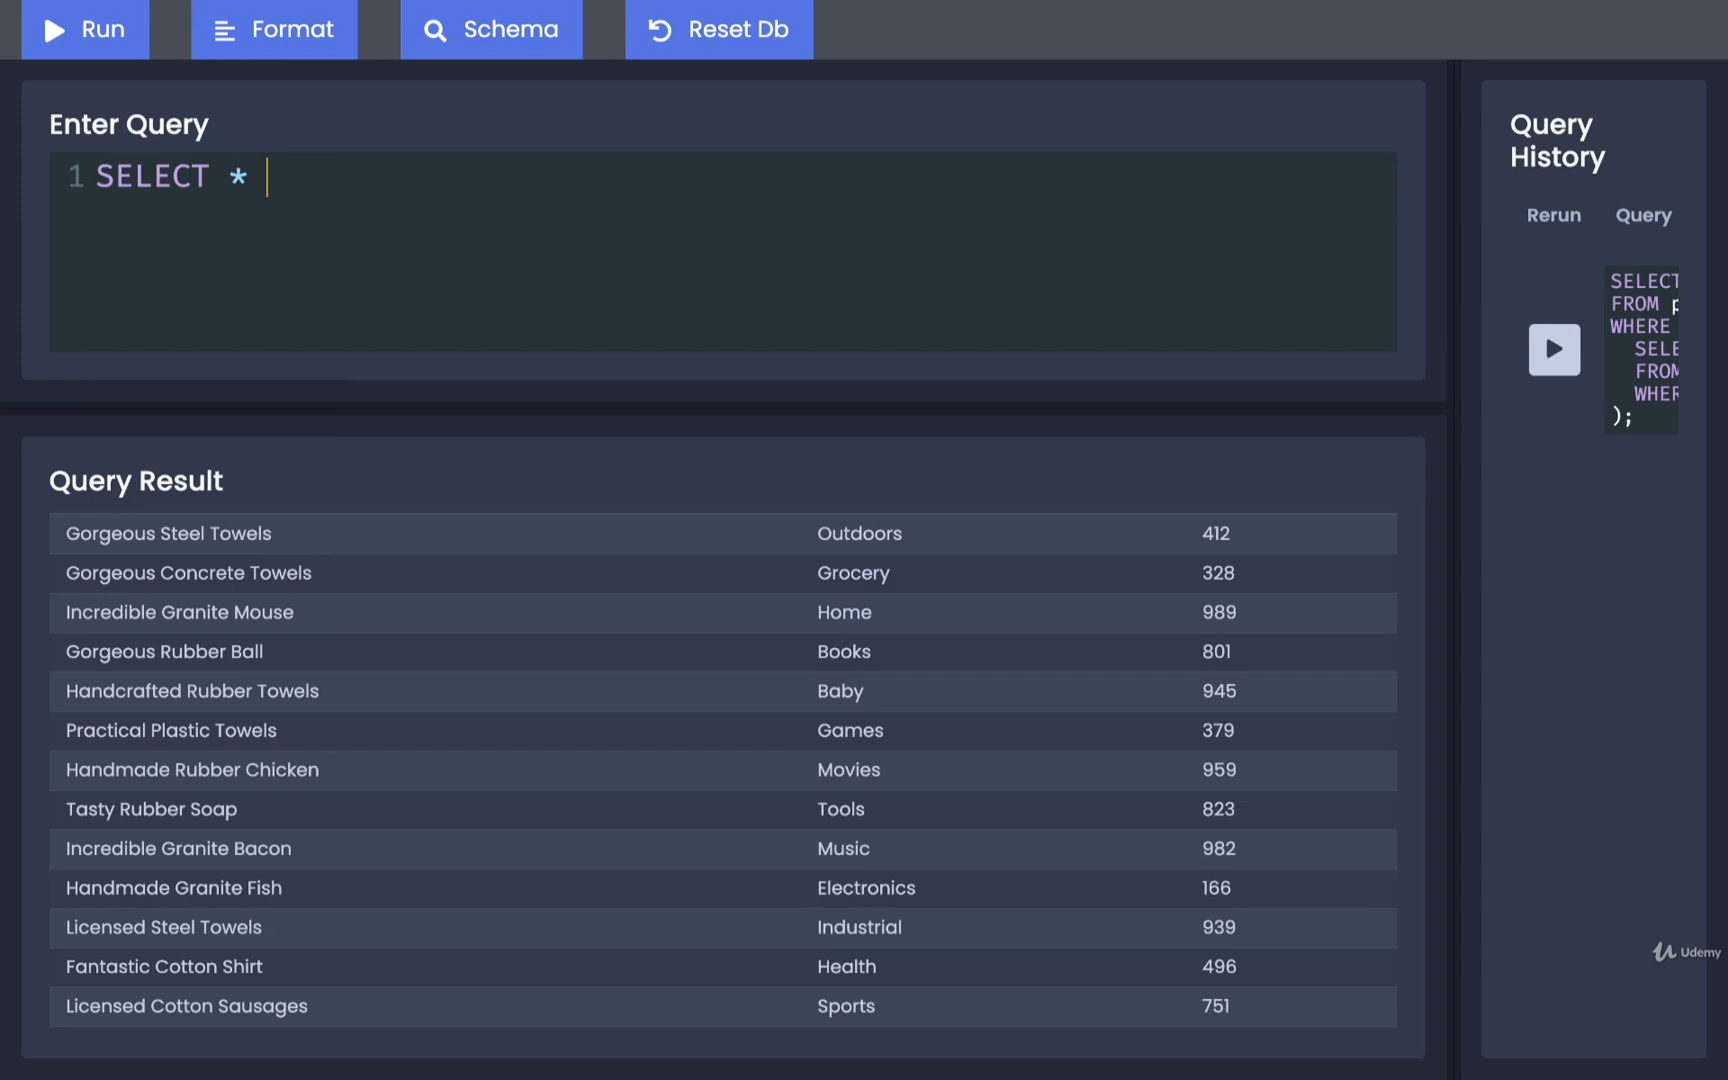 Run
Format
Schema
Reset Db
Enter Query
1 SELECT *
Query Result
Gorgeous Steel Towels Outdoors 412
Gorgeous Concrete Towels Grocery 328
Incredible Granite Mouse Home 989
Gorgeous Rubber Ball Books 801
Handcrafted Rubber Towels Baby 945
Practical Plastic Towels Games 379
Handmade Rubber Chicken Movies 959
Tasty Rubber Soap Tools 823
Incredible Granite Bacon Music 982
Handmade Granite Fish Electronics 166
Licensed Steel Towels Industrial 939
Fantastic Cotton Shirt Health 496
Licensed Cotton Sausages Sports 751
Query
History
Rerun Query
SELECT
FROM p
WHERE
SELE
FROM
WHER
);
Udemy